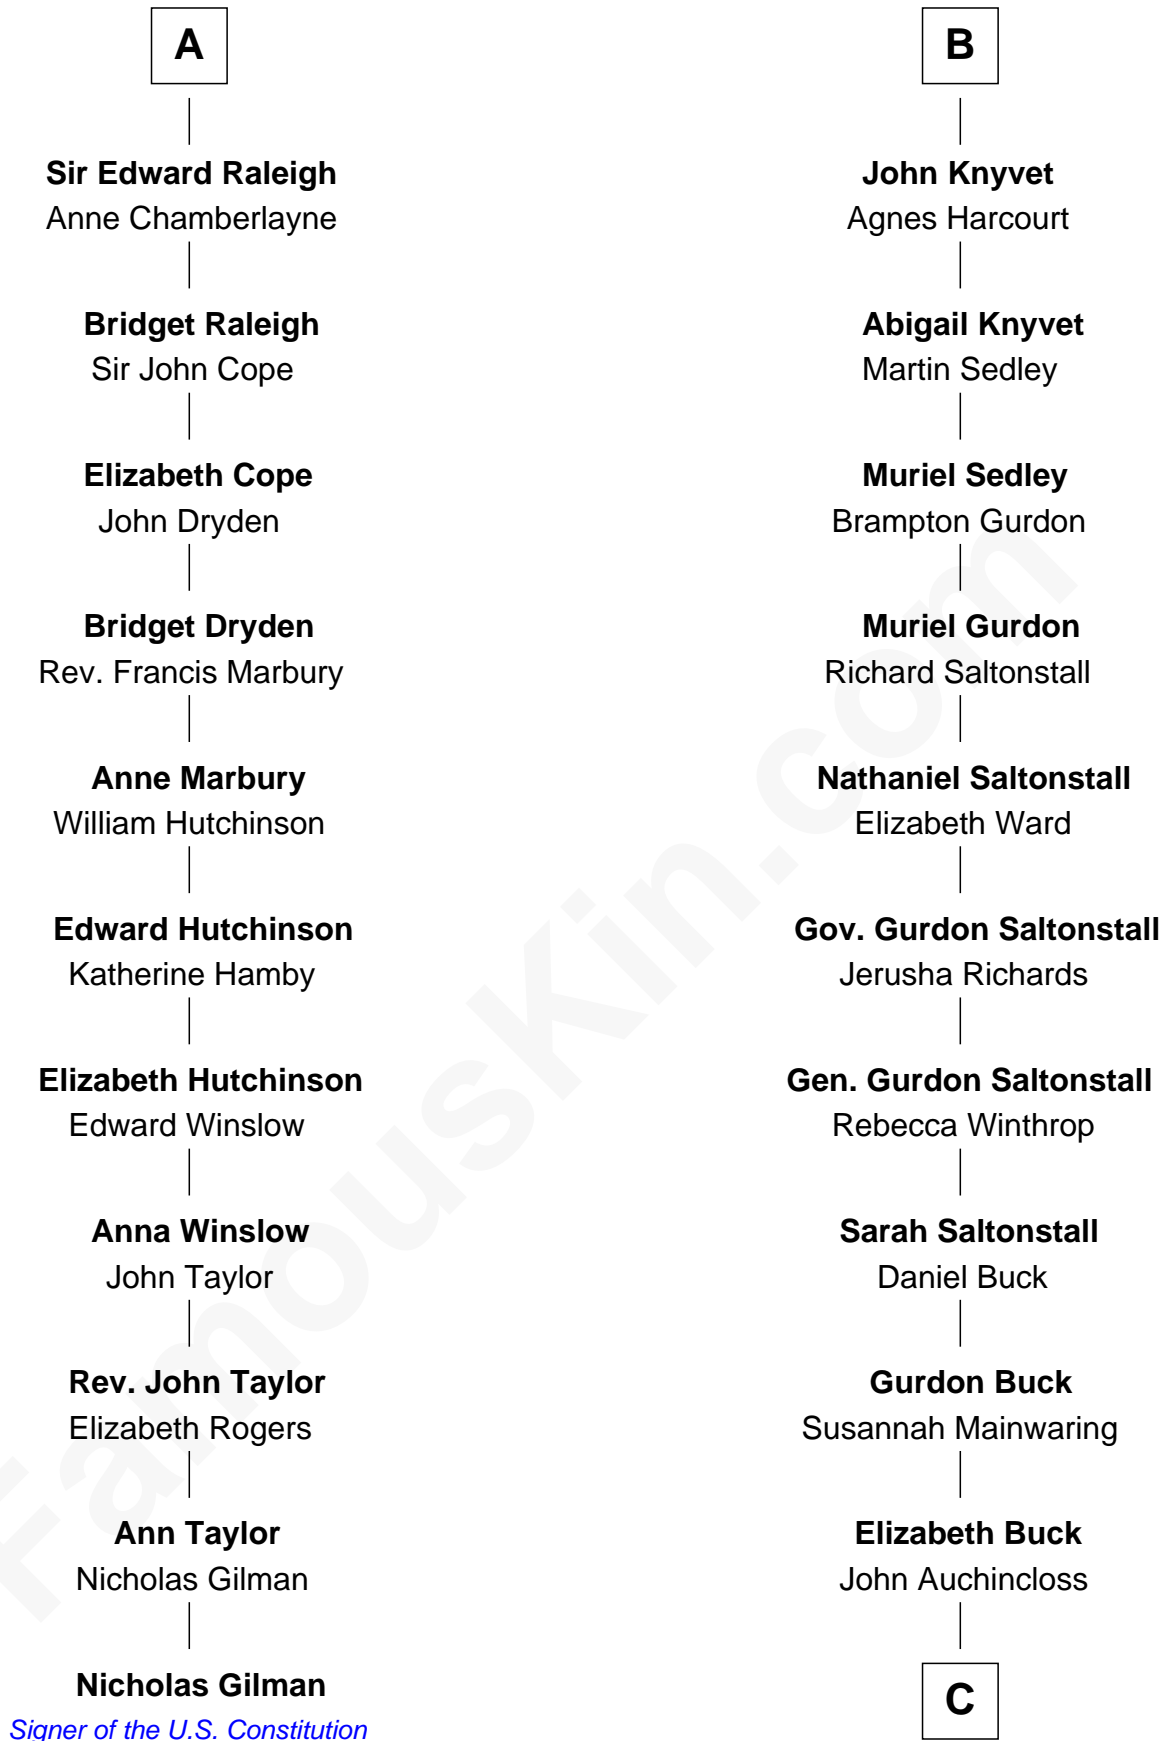 A
Sir Edward Raleigh
Anne Chamberlayne
Bridget Raleigh
Sir John Cope
Elizabeth Cope
John Dryden
Bridget Dryden
Rev. Francis Marbury
Anne Marbury
William Hutchinson
Edward Hutchinson
Katherine Hamby
Elizabeth Hutchinson
Edward Winslow
Anna Winslow
John Taylor
Rev. John Taylor
Elizabeth Rogers
Ann Taylor
Nicholas Gilman
Nicholas Gilman
Signer of the U.S. Constitution
B
John Knyvet
Agnes Harcourt
Abigail Knyvet
Martin Sedley
Muriel Sedley
Brampton Gurdon
Muriel Gurdon
Richard Saltonstall
Nathaniel Saltonstall
Elizabeth Ward
Gov. Gurdon Saltonstall
Jerusha Richards
Gen. Gurdon Saltonstall
Rebecca Winthrop
Sarah Saltonstall
Daniel Buck
Gurdon Buck
Susannah Mainwaring
Elizabeth Buck
John Auchincloss
C
FamousKin.com